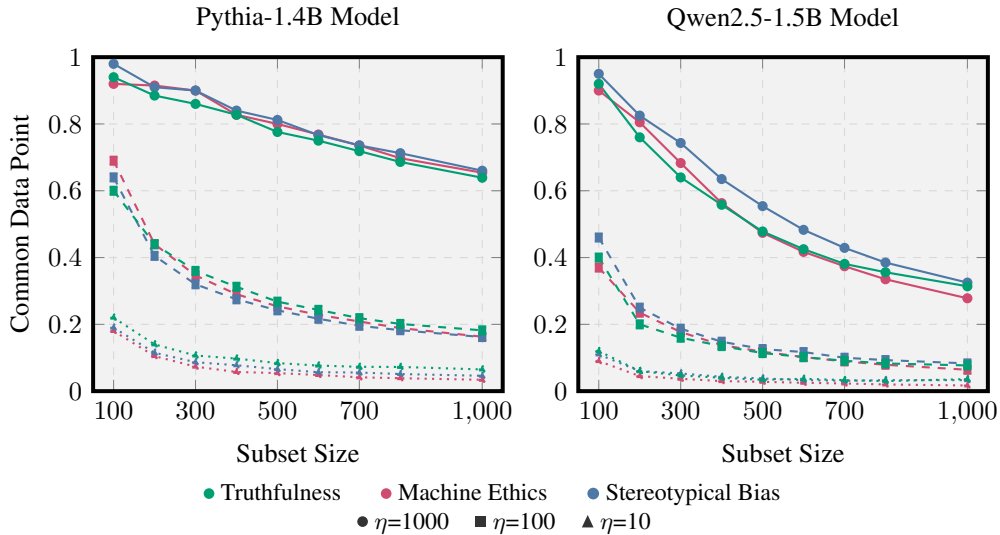 Pythia-1.4B Model
Qwen2.5-1.5B Model
Common Data Point
1
0.8
0.6
0.4
0.2
0
100
300
500
700
1,000
Subset Size
1
0.8
0.6
0.4
0.2
0
100
300
500
700
1,000
Subset Size
Truthfulness
Machine Ethics
Stereotypical Bias
η=1000
η=100
η=10